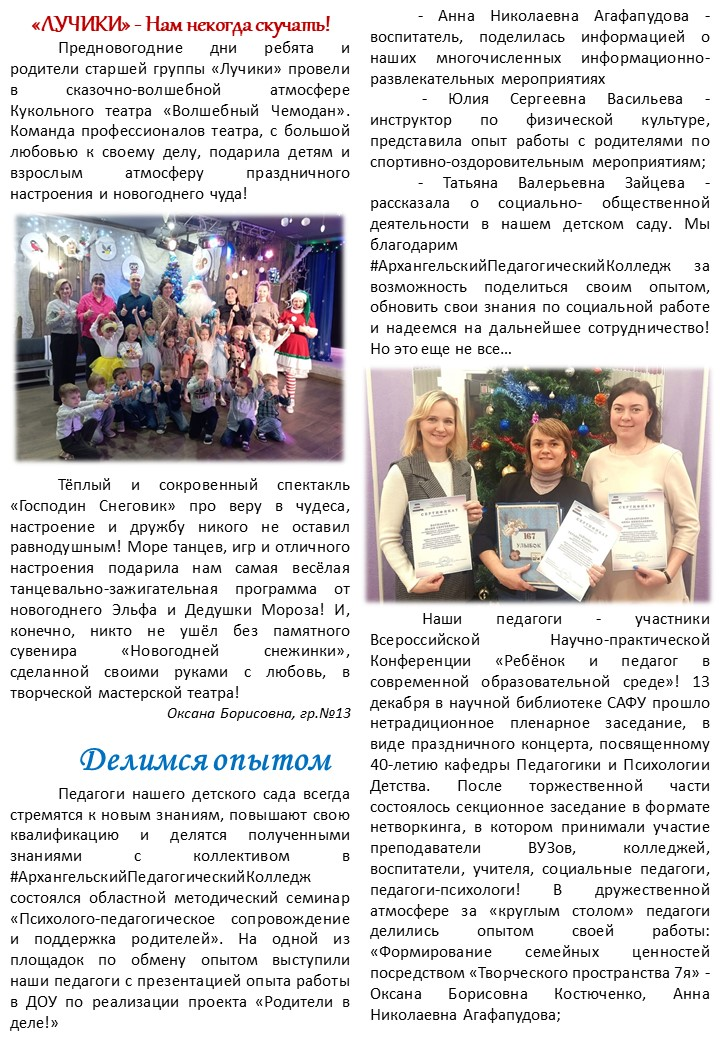 «ЛУЧИКИ» - Нам некогда скучать!
Предновогодние дни ребята и
родители старшей группы «Лучики» провели
в сказочно-волшебной атмосфере
Кукольного театра «Волшебный Чемодан».
Команда профессионалов театра, с большой
любовью к своему делу, подарила детям и
взрослым атмосферу праздничного
настроения и новогоднего чуда!
Тёплый и сокровенный спектакль
«Господин Снеговик» про веру в чудеса,
настроение и дружбу никого не оставил
равнодушным! Море танцев, игр и отличного
настроения подарила нам самая весёлая
танцевально-зажигательная программа от
новогоднего Эльфа и Дедушки Мороза! И,
конечно, никто не ушёл без памятного
сувенира «Новогодней снежинки»,
сделанной своими руками с любовь, в
творческой мастерской театра!
Оксана Борисовна, гр.№13
Делимся опытом
Педагоги нашего детского сада всегда
стремятся к новым знаниям, повышают свою
квалификацию и делятся полученными
знаниями с коллективом в
#АрхангельскийПедагогическийКолледж
состоялся областной методический семинар
«Психолого-педагогическое сопровождение
и поддержка родителей». На одной из
площадок по обмену опытом выступили
наши педагоги с презентацией опыта работы
в ДОУ по реализации проекта «Родители в
деле!»
- Анна Николаевна Агафапудова -
воспитатель, поделилась информацией о
наших многочисленных информационно-
развлекательных мероприятиях
- Юлия Сергеевна Васильева -
инструктор по физической культуре,
представила опыт работы с родителями по
спортивно-оздоровительным мероприятиям;
- Татьяна Валерьевна Зайцева -
рассказала о социально- общественной
деятельности в нашем детском саду. Мы
благодарим
#АрхангельскийПедагогическийКолледж за
возможность поделиться своим опытом,
обновить свои знания по социальной работе
и надеемся на дальнейшее сотрудничество!
Но это еще не все…
СЕРТИФИКАТ
СЕРТИФИКАТ
СЕРТИФИКАТ
167
УЛЫБОК
Наши педагоги - участники
Всероссийской Научно-практической
Конференции «Ребёнок и педагог в
современной образовательной среде»! 13
декабря в научной библиотеке САФУ прошло
нетрадиционное пленарное заседание, в
виде праздничного концерта, посвященному
40-летию кафедры Педагогики и Психологии
Детства. После торжественной части
состоялось секционное заседание в формате
нетворкинга, в котором принимали участие
преподаватели ВУЗов, колледжей,
воспитатели, учителя, социальные педагоги,
педагоги-психологи! В дружественной
атмосфере за «круглым столом» педагоги
делились опытом своей работы:
«Формирование семейных ценностей
посредством «Творческого пространства 7я» -
Оксана Борисовна Костюченко, Анна
Николаевна Агафапудова;